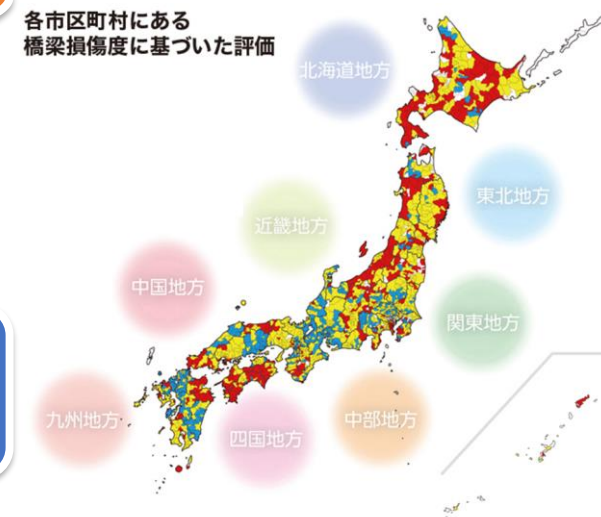 各市区町村にある
橋梁損傷度に基づいた評価
北海道地方
東北地方
近畿地方
中国地方
関東地方
九州地方
四国地方
中部地方